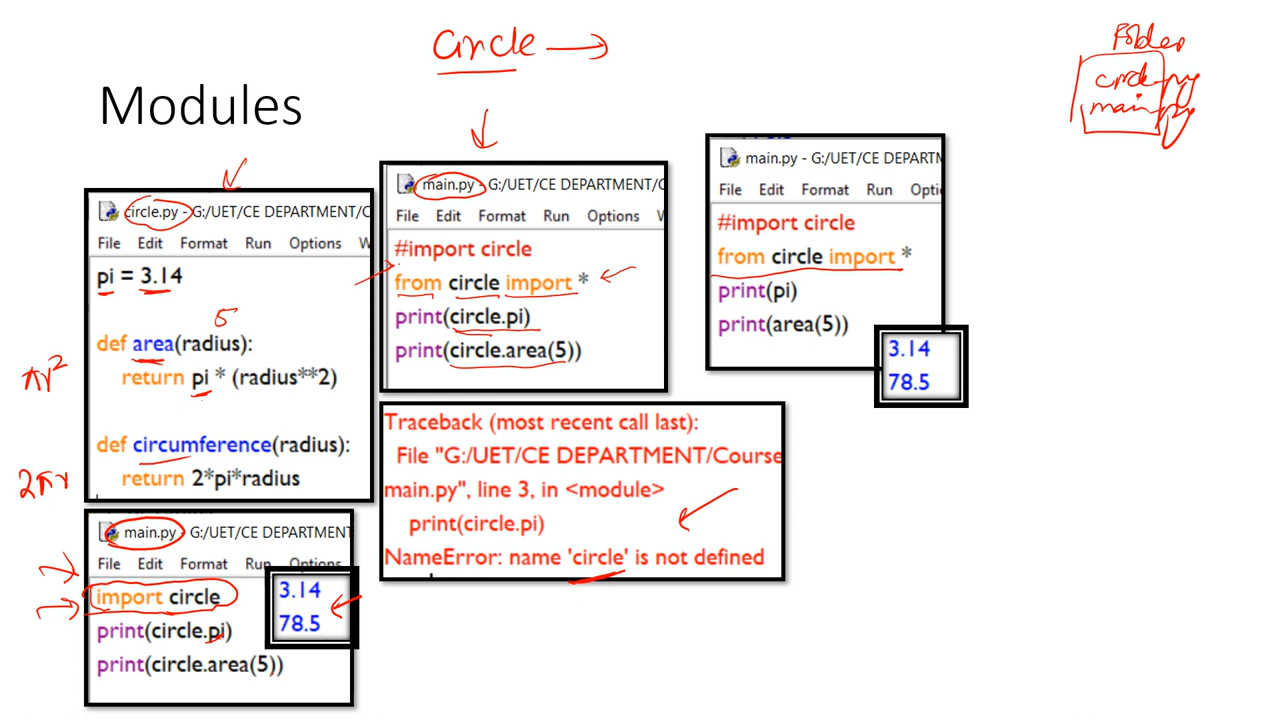 Circle
Folder
circle.py
main.py
Modules
circle.py - G:/UET/CE DEPARTMENT/C
File Edit Format Run Options W
pi = 3.14
5
def area(radius):
πr²
return pi * (radius**2)
def circumference(radius):
2πr
return 2*pi*radius
main.py - G:/UET/CE DEPARTMENT
File Edit Format Run Options
import circle
print(circle.pi)
print(circle.area(5))
3.14
78.5
main.py - G:/UET/CE DEPARTMENT/C
File Edit Format Run Options W
#import circle
from circle import *
print(circle.pi)
print(circle.area(5))
Traceback (most recent call last):
File "G:/UET/CE DEPARTMENT/Course
main.py", line 3, in <module>
print(circle.pi)
NameError: name 'circle' is not defined
main.py - G:/UET/CE DEPARTM
File Edit Format Run Opti
#import circle
from circle import *
print(pi)
print(area(5))
3.14
78.5